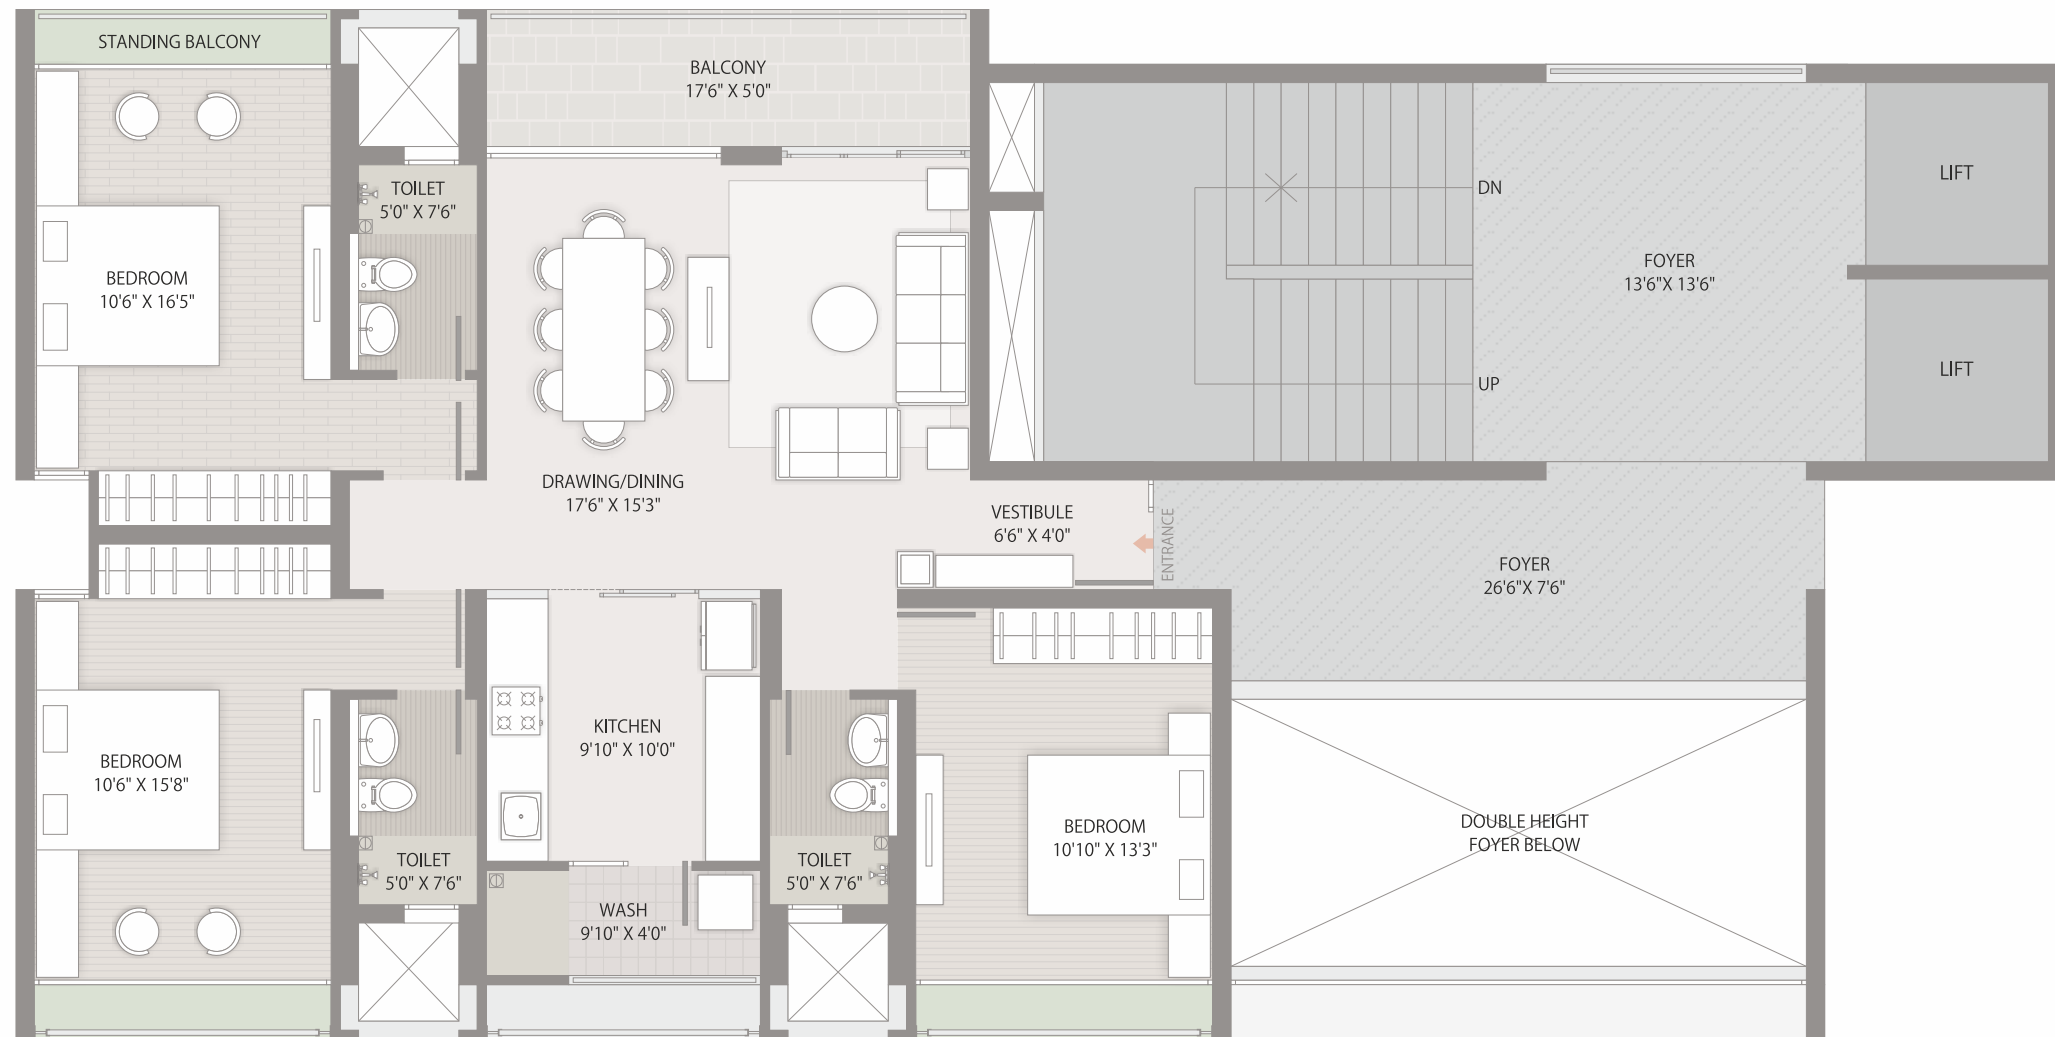 STANDING BALCONY
BALCONY
17'6" X 5'0"
TOILET
5'0" X 7'6"
BEDROOM
10'6" X 16'5"
DN
UP
FOYER
13'6"X 13'6"
LIFT
LIFT
DRAWING/DINING
17'6" X 15'3"
VESTIBULE
6'6" X 4'0"
ENTRANCE
FOYER
26'6"X 7'6"
BEDROOM
10'6" X 15'8"
TOILET
5'0" X 7'6"
KITCHEN
9'10" X 10'0"
WASH
9'10" X 4'0"
TOILET
5'0" X 7'6"
BEDROOM
10'10" X 13'3"
DOUBLE HEIGHT
FOYER BELOW